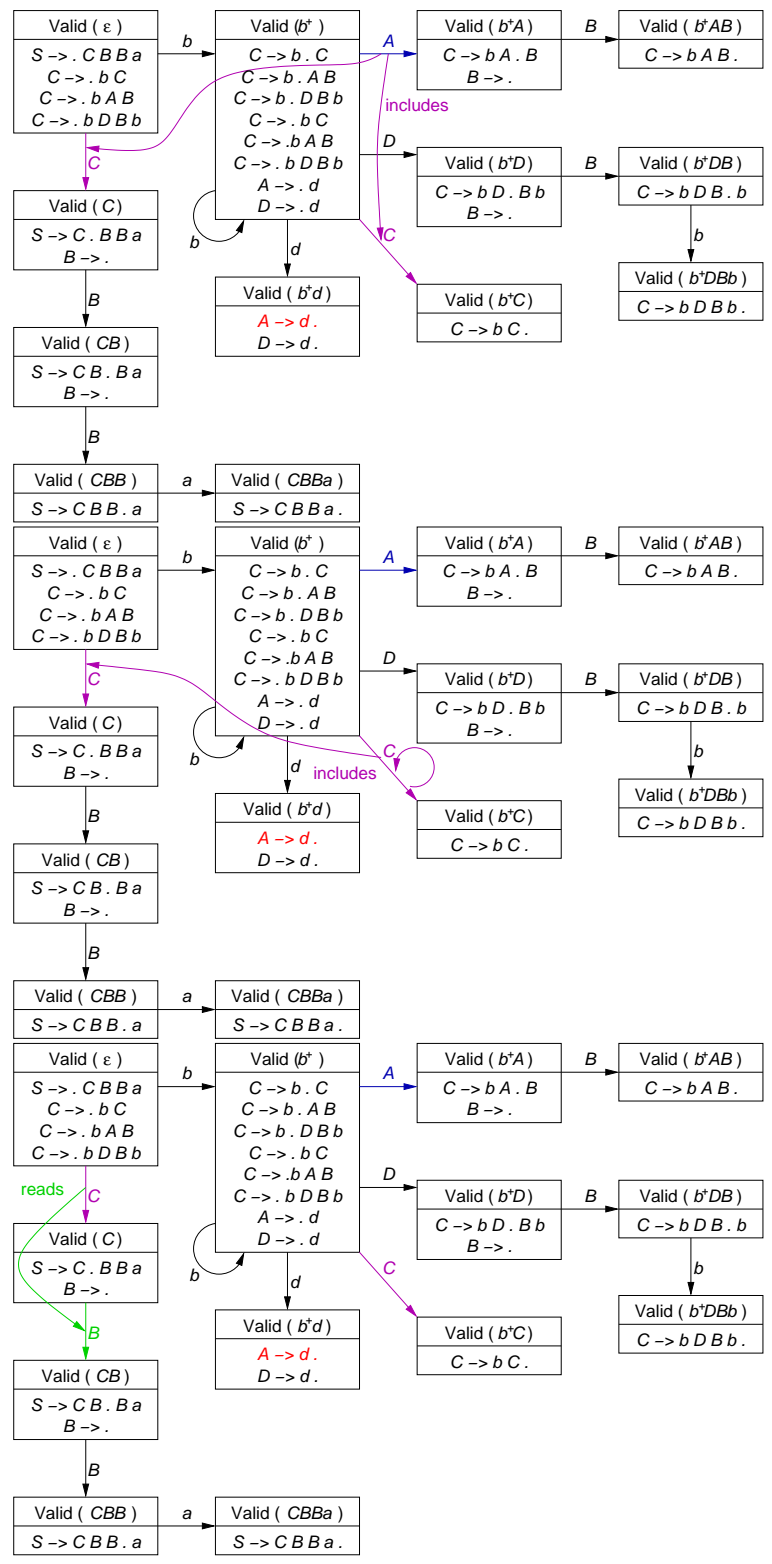 Valid ( ε )
S −> . C B B a
C −> . b C
C −> . b A B
C −> . b D B b
b
Valid (b⁺ )
C −> b . C
C −> b . A B
C −> b . D B b
C −> . b C
C −> .b A B
C −> . b D B b
A −> . d
D −> . d
A
Valid ( b⁺A )
C −> b A . B
B −> .
B
Valid ( b⁺AB )
C −> b A B .
includes
C
D
Valid ( b⁺D )
C −> b D . B b
B −> .
B
Valid ( b⁺DB )
C −> b D B . b
Valid ( C )
S −> C . B B a
B −> .
b
d
C
b
Valid ( b⁺d )
A −> d .
D −> d .
Valid ( b⁺C )
C −> b C .
Valid ( b⁺DBb )
C −> b D B b .
B
Valid ( CB )
S −> C B . B a
B −> .
B
Valid ( CBB )
S −> C B B . a
a
Valid ( CBBa )
S −> C B B a .
Valid ( ε )
S −> . C B B a
C −> . b C
C −> . b A B
C −> . b D B b
b
Valid (b⁺ )
C −> b . C
C −> b . A B
C −> b . D B b
C −> . b C
C −> .b A B
C −> . b D B b
A −> . d
D −> . d
A
Valid ( b⁺A )
C −> b A . B
B −> .
B
Valid ( b⁺AB )
C −> b A B .
C
D
Valid ( b⁺D )
C −> b D . B b
B −> .
B
Valid ( b⁺DB )
C −> b D B . b
Valid ( C )
S −> C . B B a
B −> .
b
d
includes
C
b
Valid ( b⁺d )
A −> d .
D −> d .
Valid ( b⁺C )
C −> b C .
Valid ( b⁺DBb )
C −> b D B b .
B
Valid ( CB )
S −> C B . B a
B −> .
B
Valid ( CBB )
S −> C B B . a
a
Valid ( CBBa )
S −> C B B a .
Valid ( ε )
S −> . C B B a
C −> . b C
C −> . b A B
C −> . b D B b
b
Valid (b⁺ )
C −> b . C
C −> b . A B
C −> b . D B b
C −> . b C
C −> .b A B
C −> . b D B b
A −> . d
D −> . d
A
Valid ( b⁺A )
C −> b A . B
B −> .
B
Valid ( b⁺AB )
C −> b A B .
reads
C
D
Valid ( b⁺D )
C −> b D . B b
B −> .
B
Valid ( b⁺DB )
C −> b D B . b
Valid ( C )
S −> C . B B a
B −> .
b
d
C
b
Valid ( b⁺d )
A −> d .
D −> d .
Valid ( b⁺C )
C −> b C .
Valid ( b⁺DBb )
C −> b D B b .
B
Valid ( CB )
S −> C B . B a
B −> .
B
Valid ( CBB )
S −> C B B . a
a
Valid ( CBBa )
S −> C B B a .